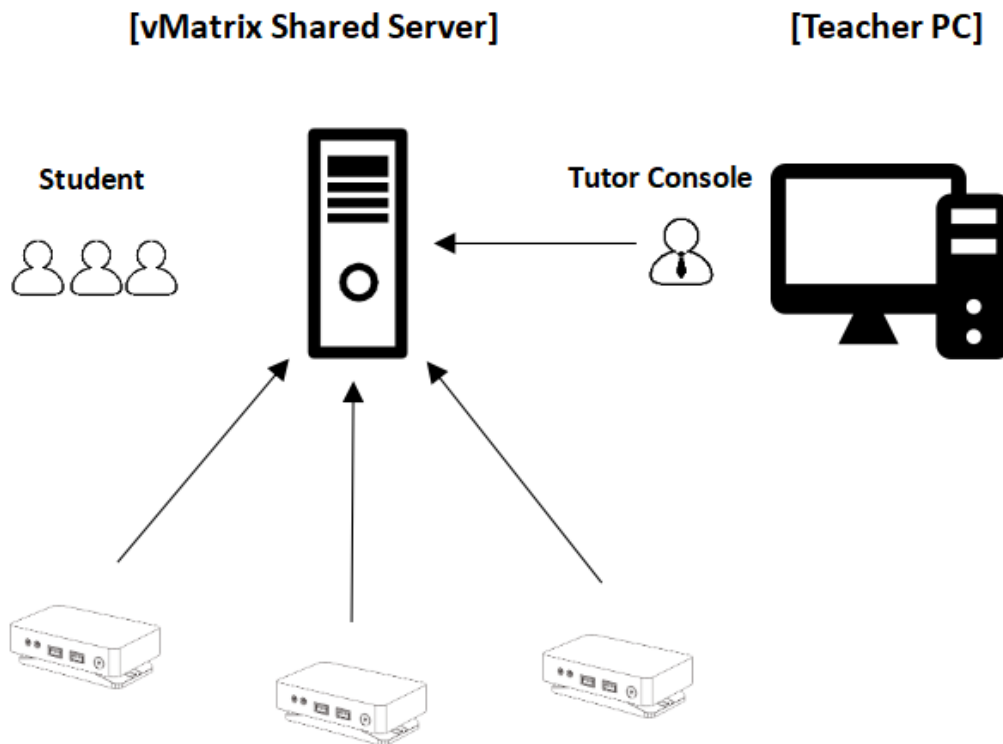 [vMatrix Shared Server]
[Teacher PC]
Student
Tutor Console